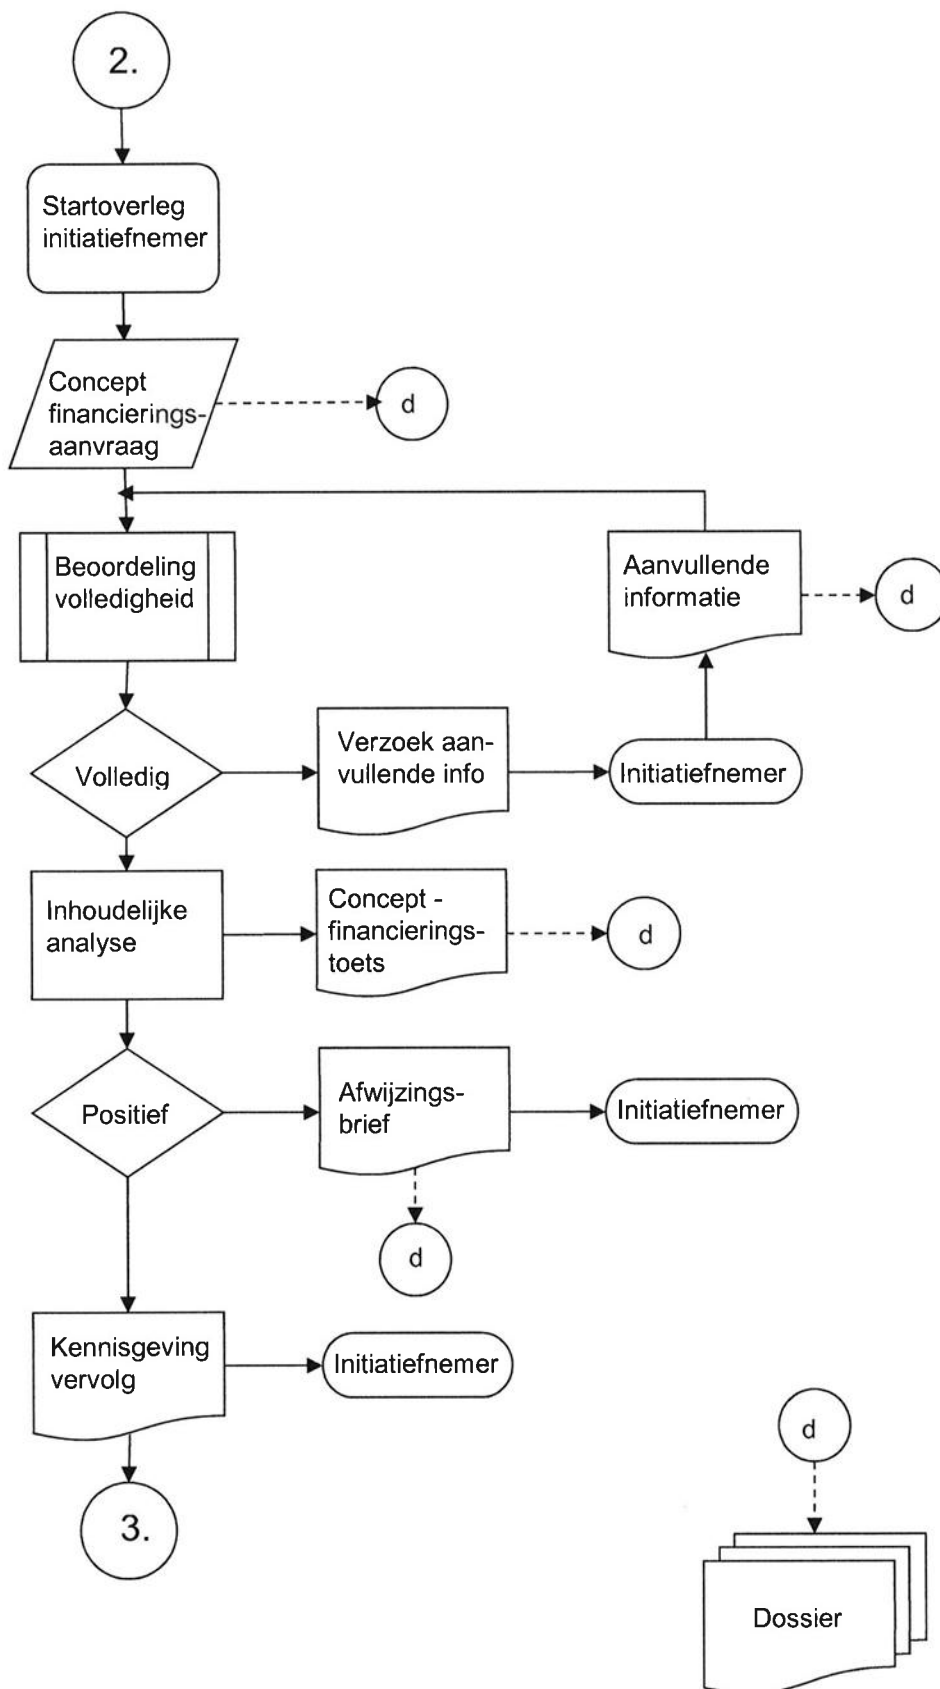 2.
Startoverleg
initiatiefnemer
Concept
financierings-
aanvraag
d
Beoordeling
volledigheid
Aanvullende
informatie
d
Volledig
Verzoek aan-
vullende info
Initiatiefnemer
Inhoudelijke
analyse
Concept -
financierings-
toets
d
Positief
Afwijzings-
brief
Initiatiefnemer
d
Kennisgeving
vervolg
Initiatiefnemer
3.
d
Dossier